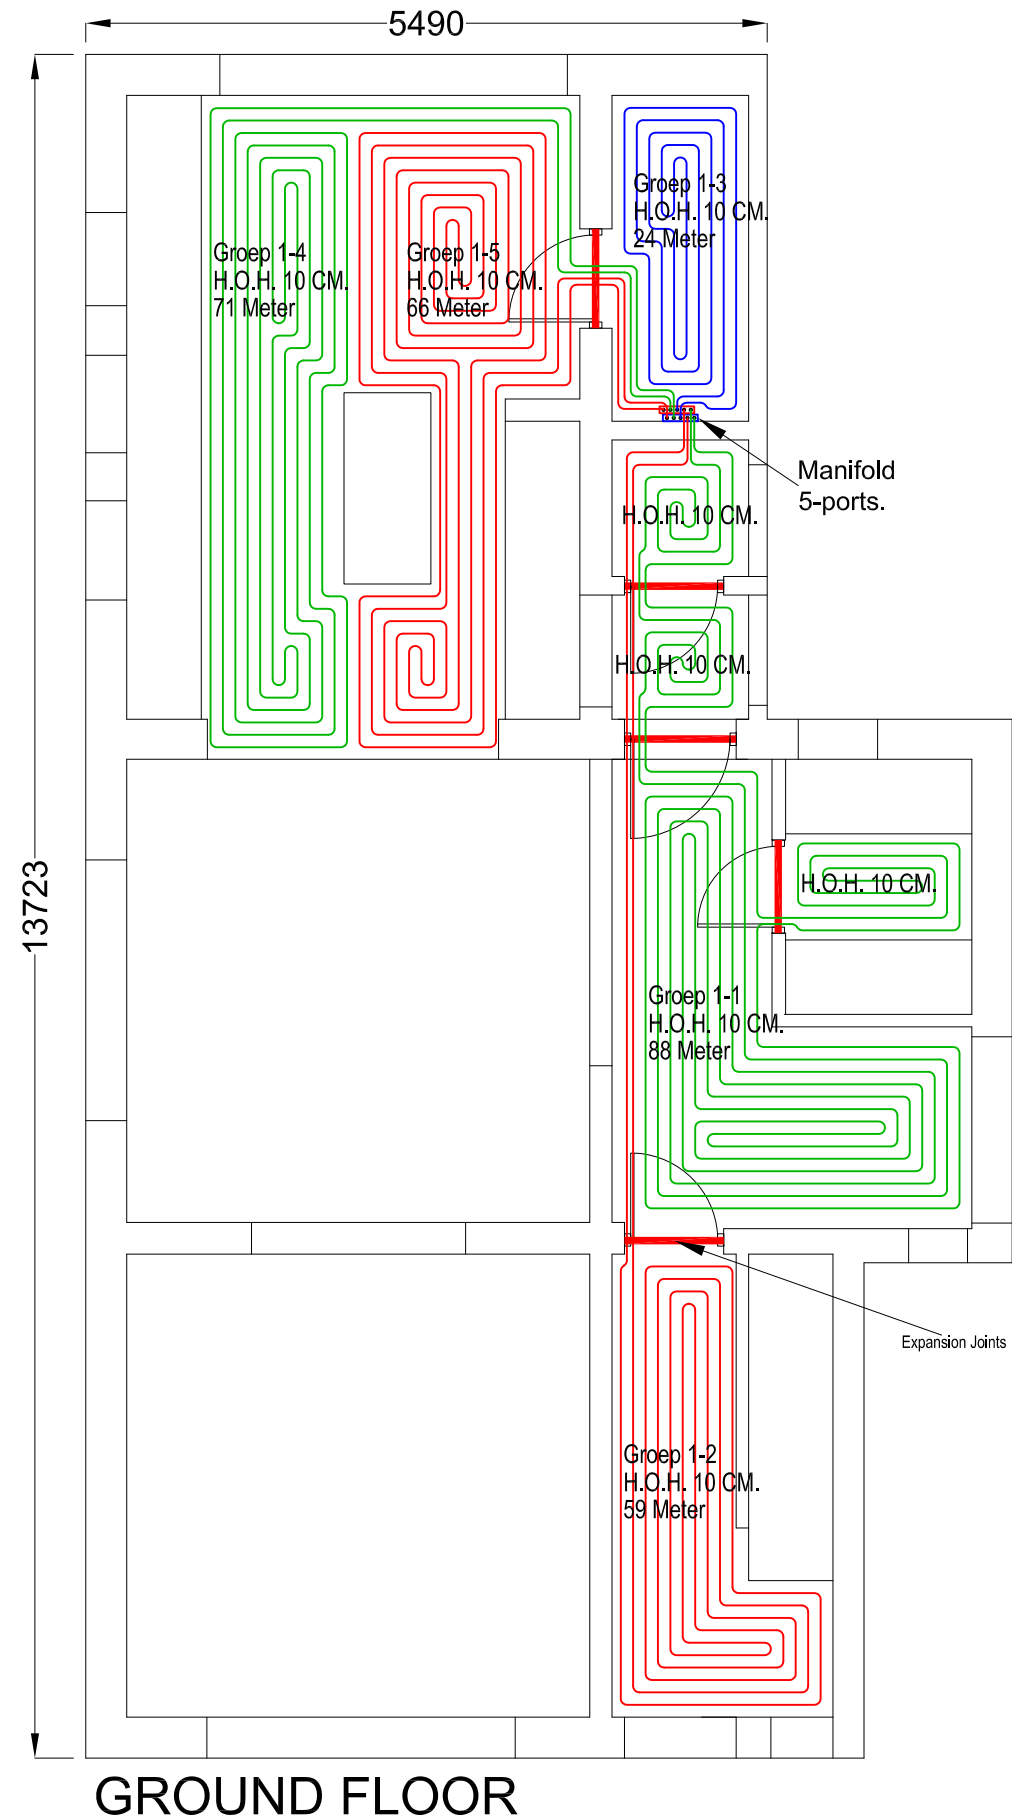 5490
Groep 1-3
H.O.H. 10 CM.
24 Meter
Groep 1-4
H.O.H. 10 CM.
71 Meter
Groep 1-5
H.O.H. 10 CM.
66 Meter
Manifold
5-ports.
H.O.H. 10 CM.
H.O.H. 10 CM.
13723
H.O.H. 10 CM.
Groep 1-1
H.O.H. 10 CM.
88 Meter
Expansion Joints
Groep 1-2
H.O.H. 10 CM.
59 Meter
GROUND FLOOR